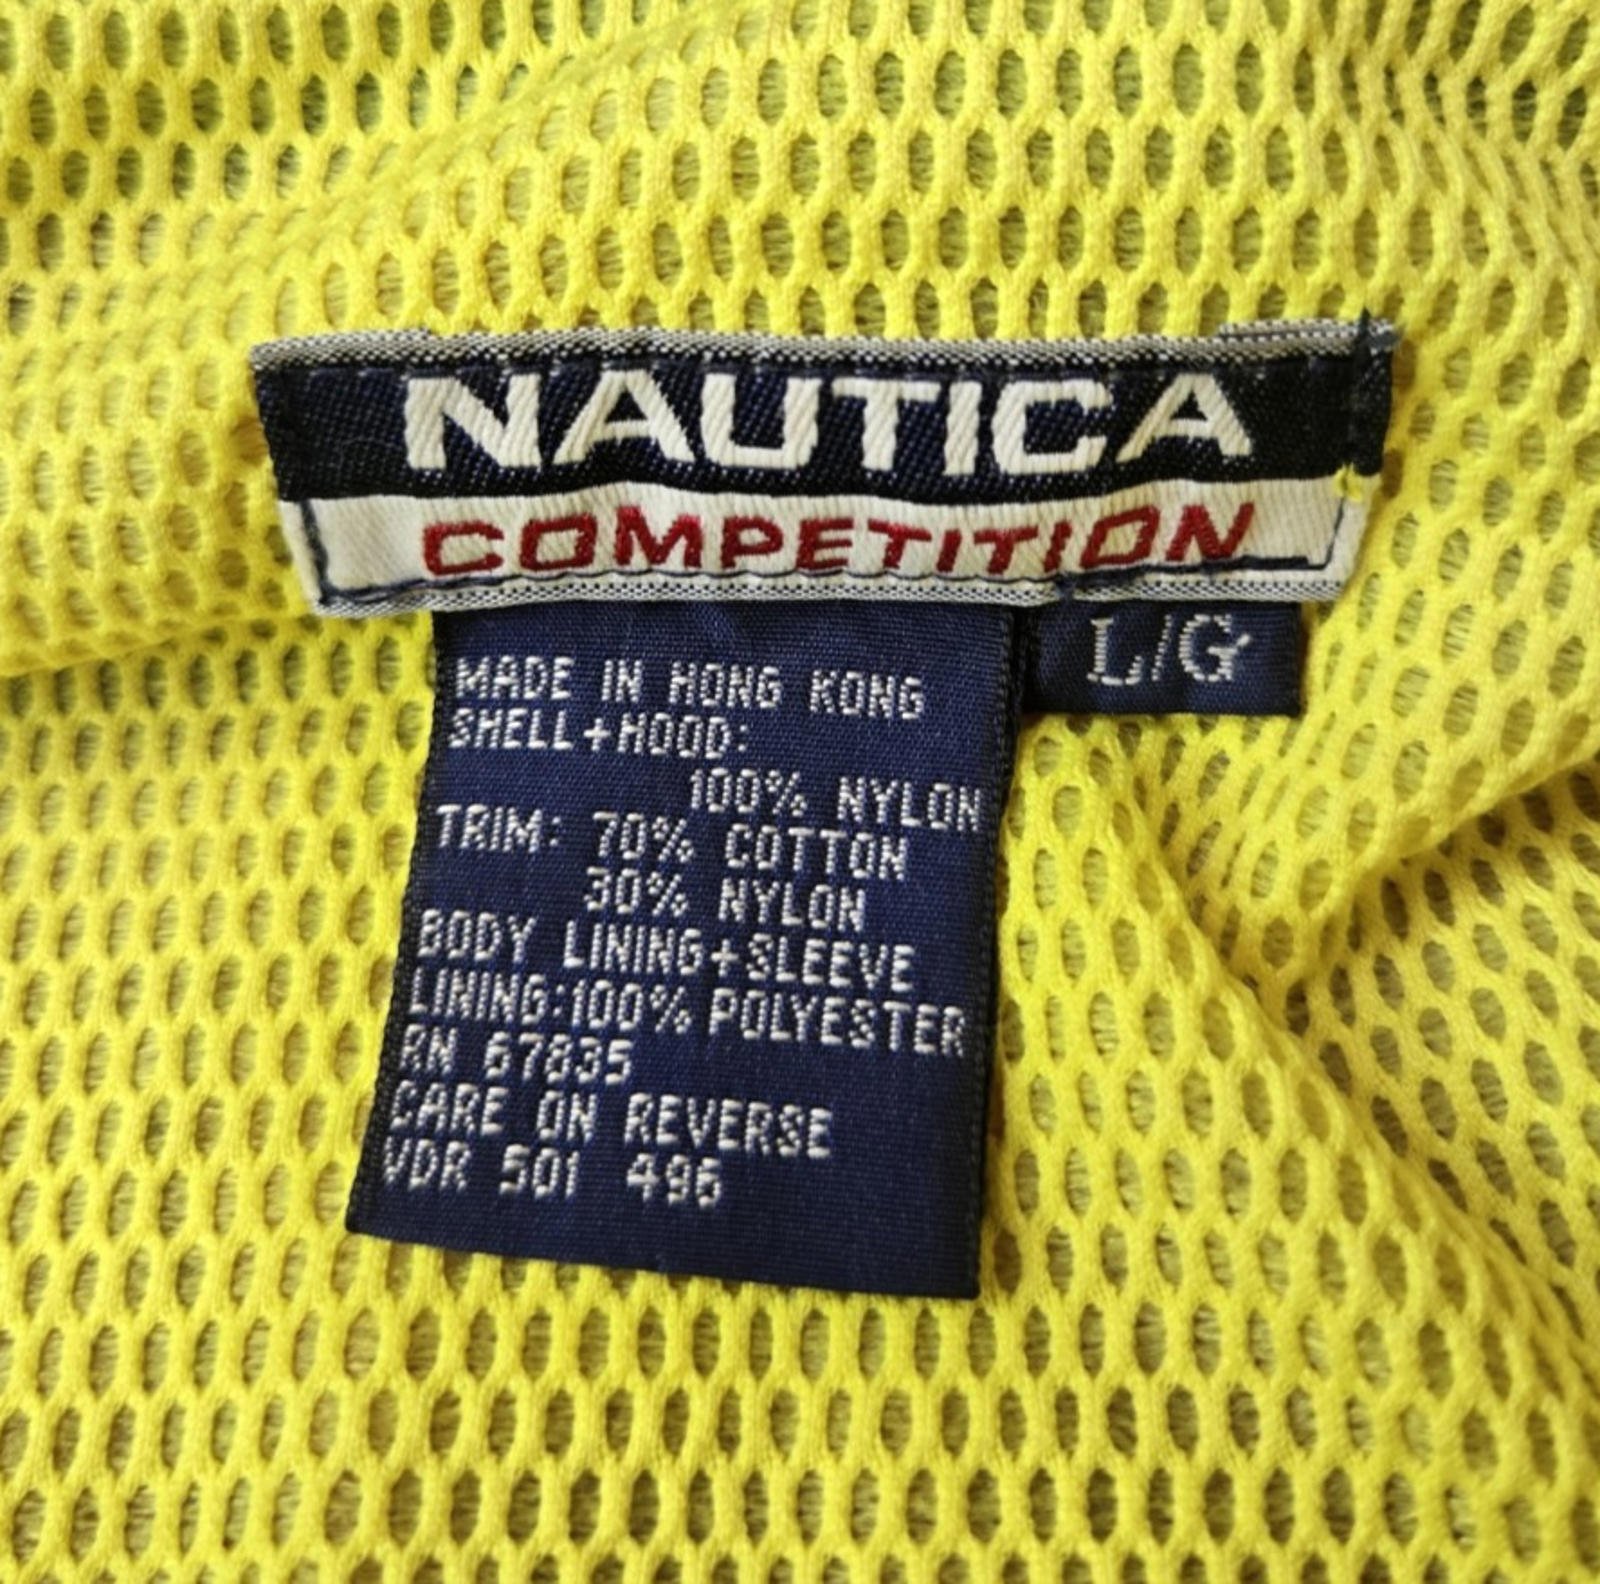 NAUTICA
COMPETITION
L/G
MADE IN HONG KONG
SHELL+HOOD:
100% NYLON
TRIM: 70% COTTON
30% NYLON
BODY LINING+SLEEVE
LINING:100% POLYESTER
RN 67835
CARE ON REVERSE
VDR 501 496